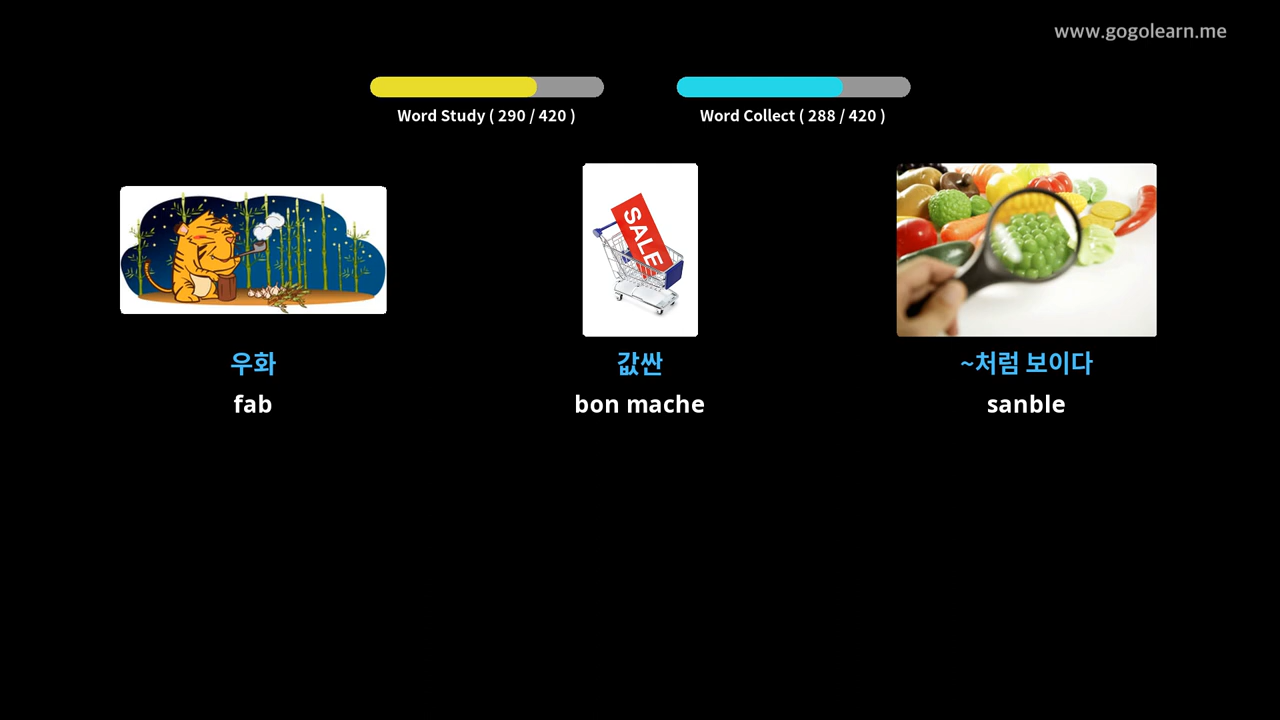 www.gogolearn.me
Word Study ( 290 / 420 )
Word Collect ( 288 / 420 )
SALE
우화
값싼
~처럼 보이다
fab
bon mache
sanble